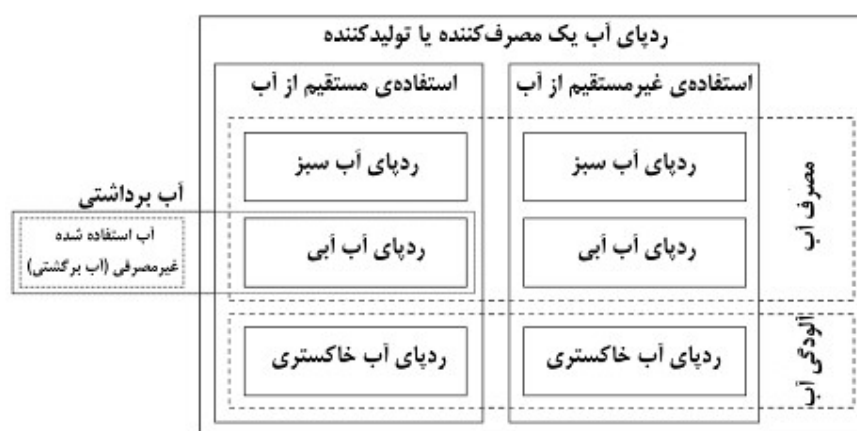 ردپای آب یک مصرف‌کننده یا تولیدکننده
استفاده‌ی غیرمستقیم از آب
استفاده‌ی مستقیم از آب
ردپای آب سبز
ردپای آب سبز
مصرف آب
آب برداشتی
ردپای آب آبی
ردپای آب آبی
آب استفاده شده
غیرمصرفی (آب برگشتی)
ردپای آب خاکستری
ردپای آب خاکستری
آلودگی آب